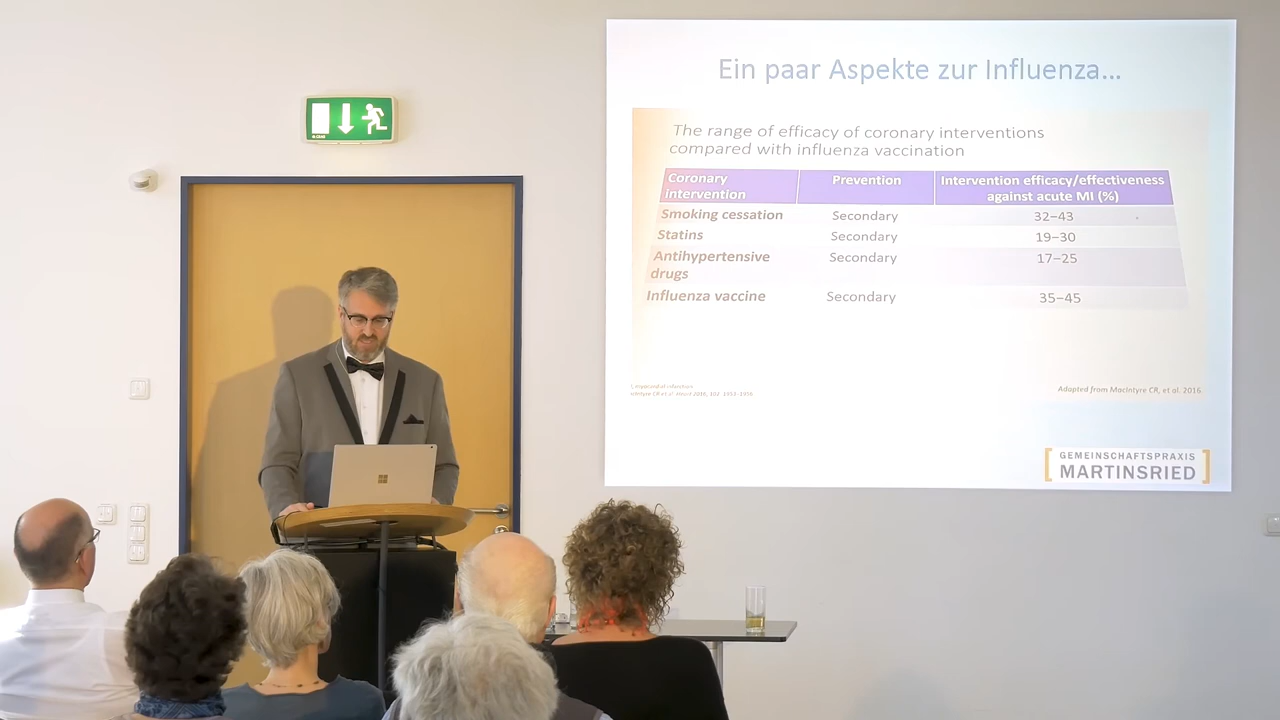 Ein paar Aspekte zur Influenza...
The range of efficacy of coronary interventions
compared with influenza vaccination
Coronary intervention Prevention Intervention efficacy/effectiveness against acute MI (%)
Smoking cessation Secondary 32–43
Statins Secondary 19–30
Antihypertensive drugs Secondary 17–25
Influenza vaccine Secondary 35–45
Adapted from MacIntyre CR, et al. 2016.
GEMEINSCHAFTSPRAXIS
MARTINSRIED